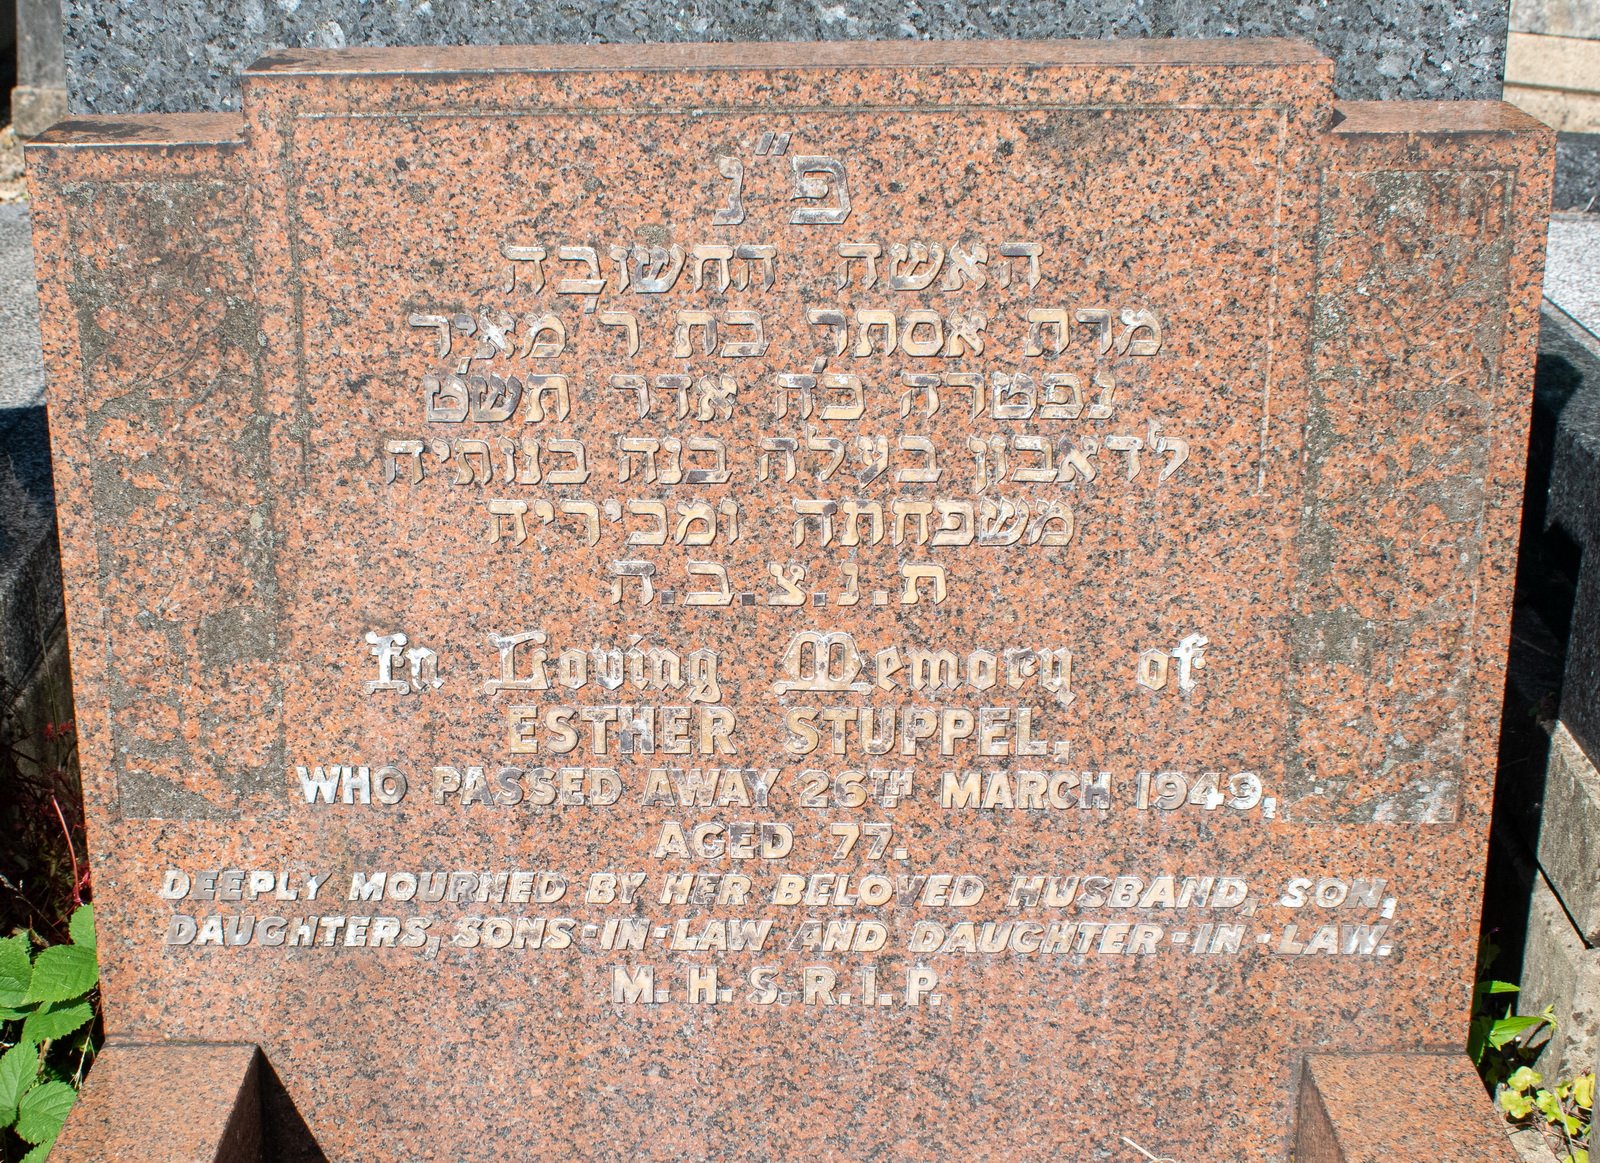 פ"נ
האשה החשובה
מרת אסתר בת ר מאיר
נפטרה כה אדר תשט
לדאבון בעלה בנה בנותיה
משפחתה ומכיריה
ת.נ.צ.ב.ה
In Loving Memory of
ESTHER STUPPEL,
WHO PASSED AWAY 26TH MARCH 1949,
AGED 77.
DEEPLY MOURNED BY HER BELOVED HUSBAND, SON,
DAUGHTERS, SONS-IN-LAW AND DAUGHTER-IN-LAW.
M.H.S.R.I.P.